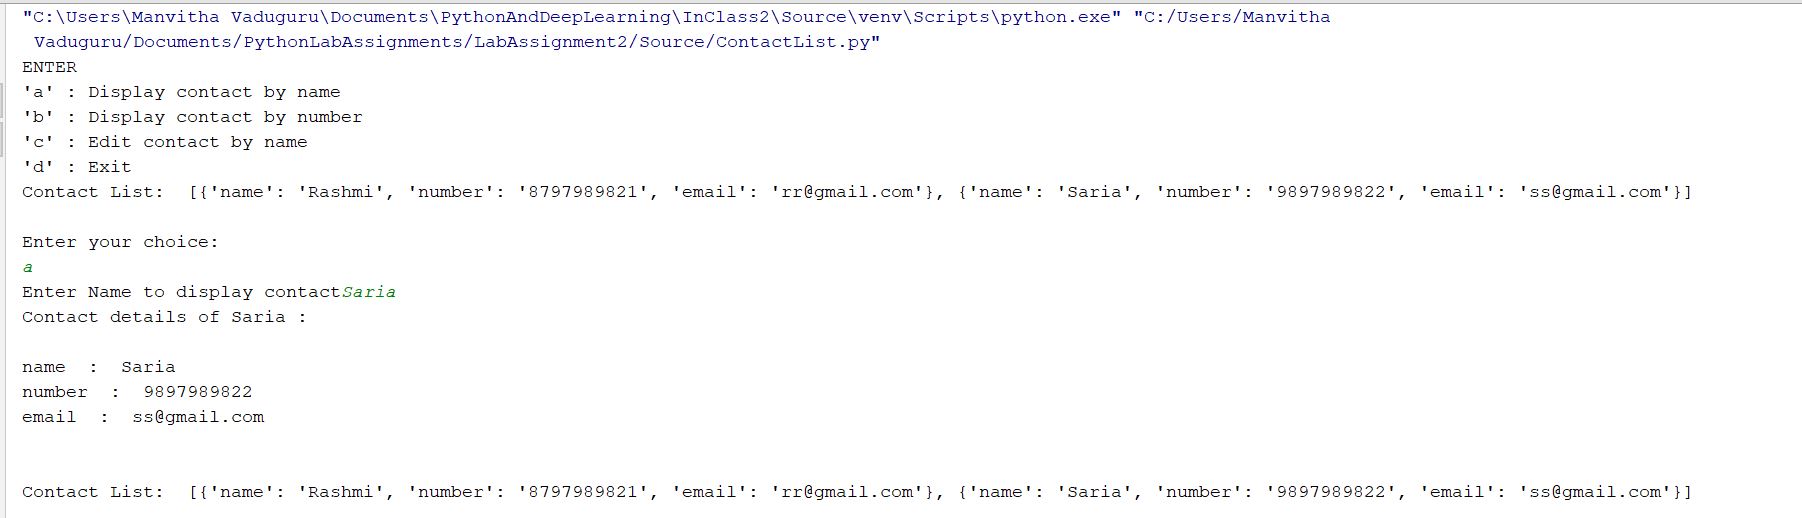 "C:\Users\Manvitha Vaduguru\Documents\PythonAndDeepLearning\InClass2\Source\venv\Scripts\python.exe" "C:/Users/Manvitha
Vaduguru/Documents/PythonLabAssignments/LabAssignment2/Source/ContactList.py"
ENTER
'a' : Display contact by name
'b' : Display contact by number
'c' : Edit contact by name
'd' : Exit
Contact List:  [{'name': 'Rashmi', 'number': '8797989821', 'email': 'rr@gmail.com'}, {'name': 'Saria', 'number': '9897989822', 'email': 'ss@gmail.com'}]
Enter your choice:
a
Enter Name to display contactSaria
Contact details of Saria :
name  :  Saria
number  :  9897989822
email  :  ss@gmail.com
Contact List:  [{'name': 'Rashmi', 'number': '8797989821', 'email': 'rr@gmail.com'}, {'name': 'Saria', 'number': '9897989822', 'email': 'ss@gmail.com'}]